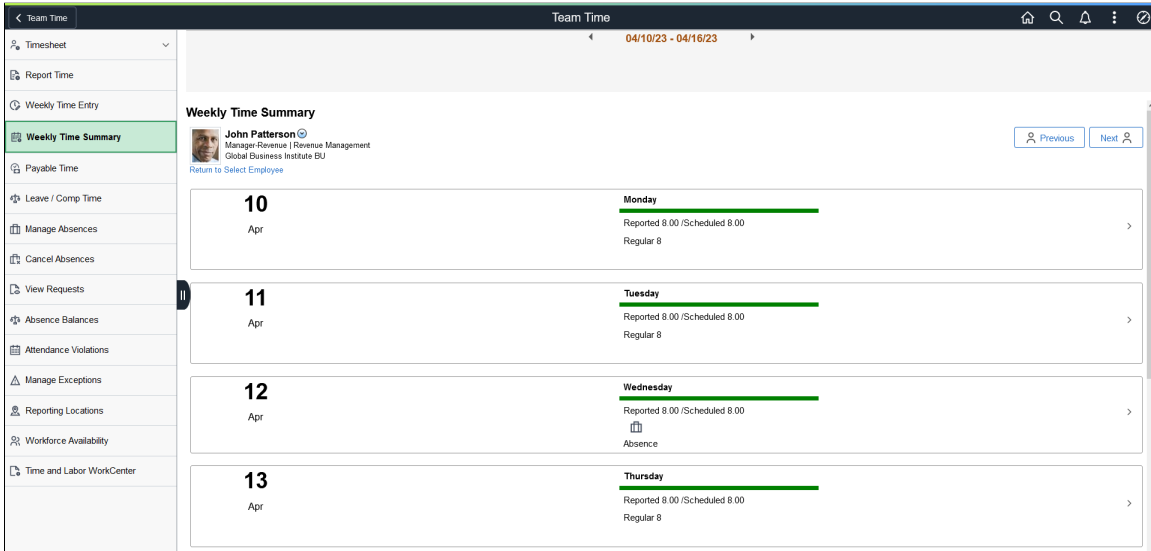 Team Time
Team Time
Timesheet
Report Time
Weekly Time Entry
Weekly Time Summary
Payable Time
Leave / Comp Time
Manage Absences
Cancel Absences
View Requests
Absence Balances
Attendance Violations
Manage Exceptions
Reporting Locations
Workforce Availability
Time and Labor WorkCenter
04/10/23 - 04/16/23
Weekly Time Summary
John Patterson
Manager-Revenue | Revenue Management
Global Business Institute BU
Return to Select Employee
Previous
Next
10
Apr
Monday
Reported 8.00 /Scheduled 8.00
Regular 8
11
Apr
Tuesday
Reported 8.00 /Scheduled 8.00
Regular 8
12
Apr
Wednesday
Reported 8.00 /Scheduled 8.00
Absence
13
Apr
Thursday
Reported 8.00 /Scheduled 8.00
Regular 8